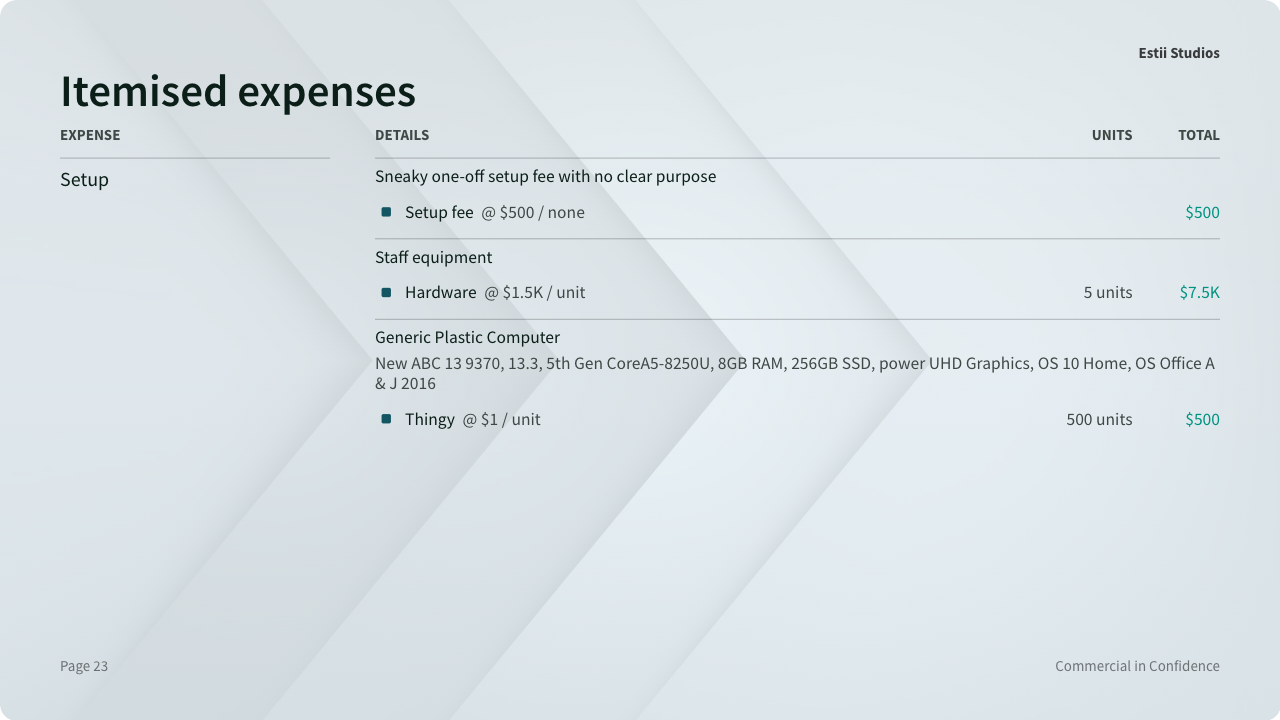 Estii Studios
Itemised expenses
EXPENSE DETAILS UNITS TOTAL
Setup
Sneaky one-off setup fee with no clear purpose
Setup fee @ $500 / none $500
Staff equipment
Hardware @ $1.5K / unit 5 units $7.5K
Generic Plastic Computer
New ABC 13 9370, 13.3, 5th Gen CoreA5-8250U, 8GB RAM, 256GB SSD, power UHD Graphics, OS 10 Home, OS Office A
& J 2016
Thingy @ $1 / unit 500 units $500
Page 23 Commercial in Confidence